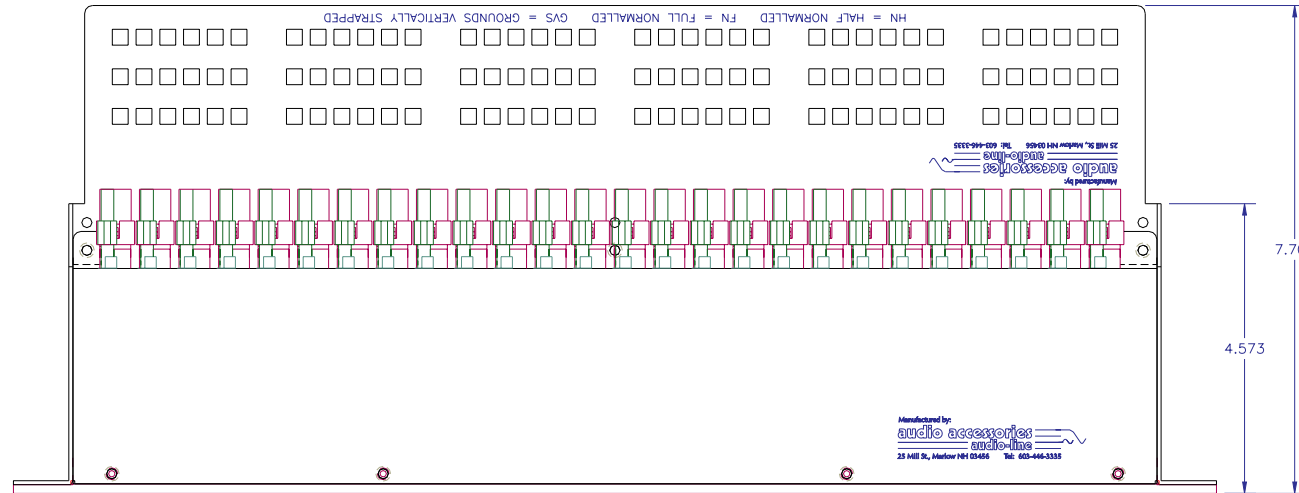 HN = HALF NORMALLED FN = FULL NORMALLED GVS = GROUNDS VERTICALLY STRAPPED
Manufactured by:
audio accessories
audio-line
25 Mill St., Marlow NH 03456 Tel: 603-446-3335
4.573
Manufactured by:
audio accessories
audio-line
25 Mill St., Marlow NH 03456 Tel: 603-446-3335